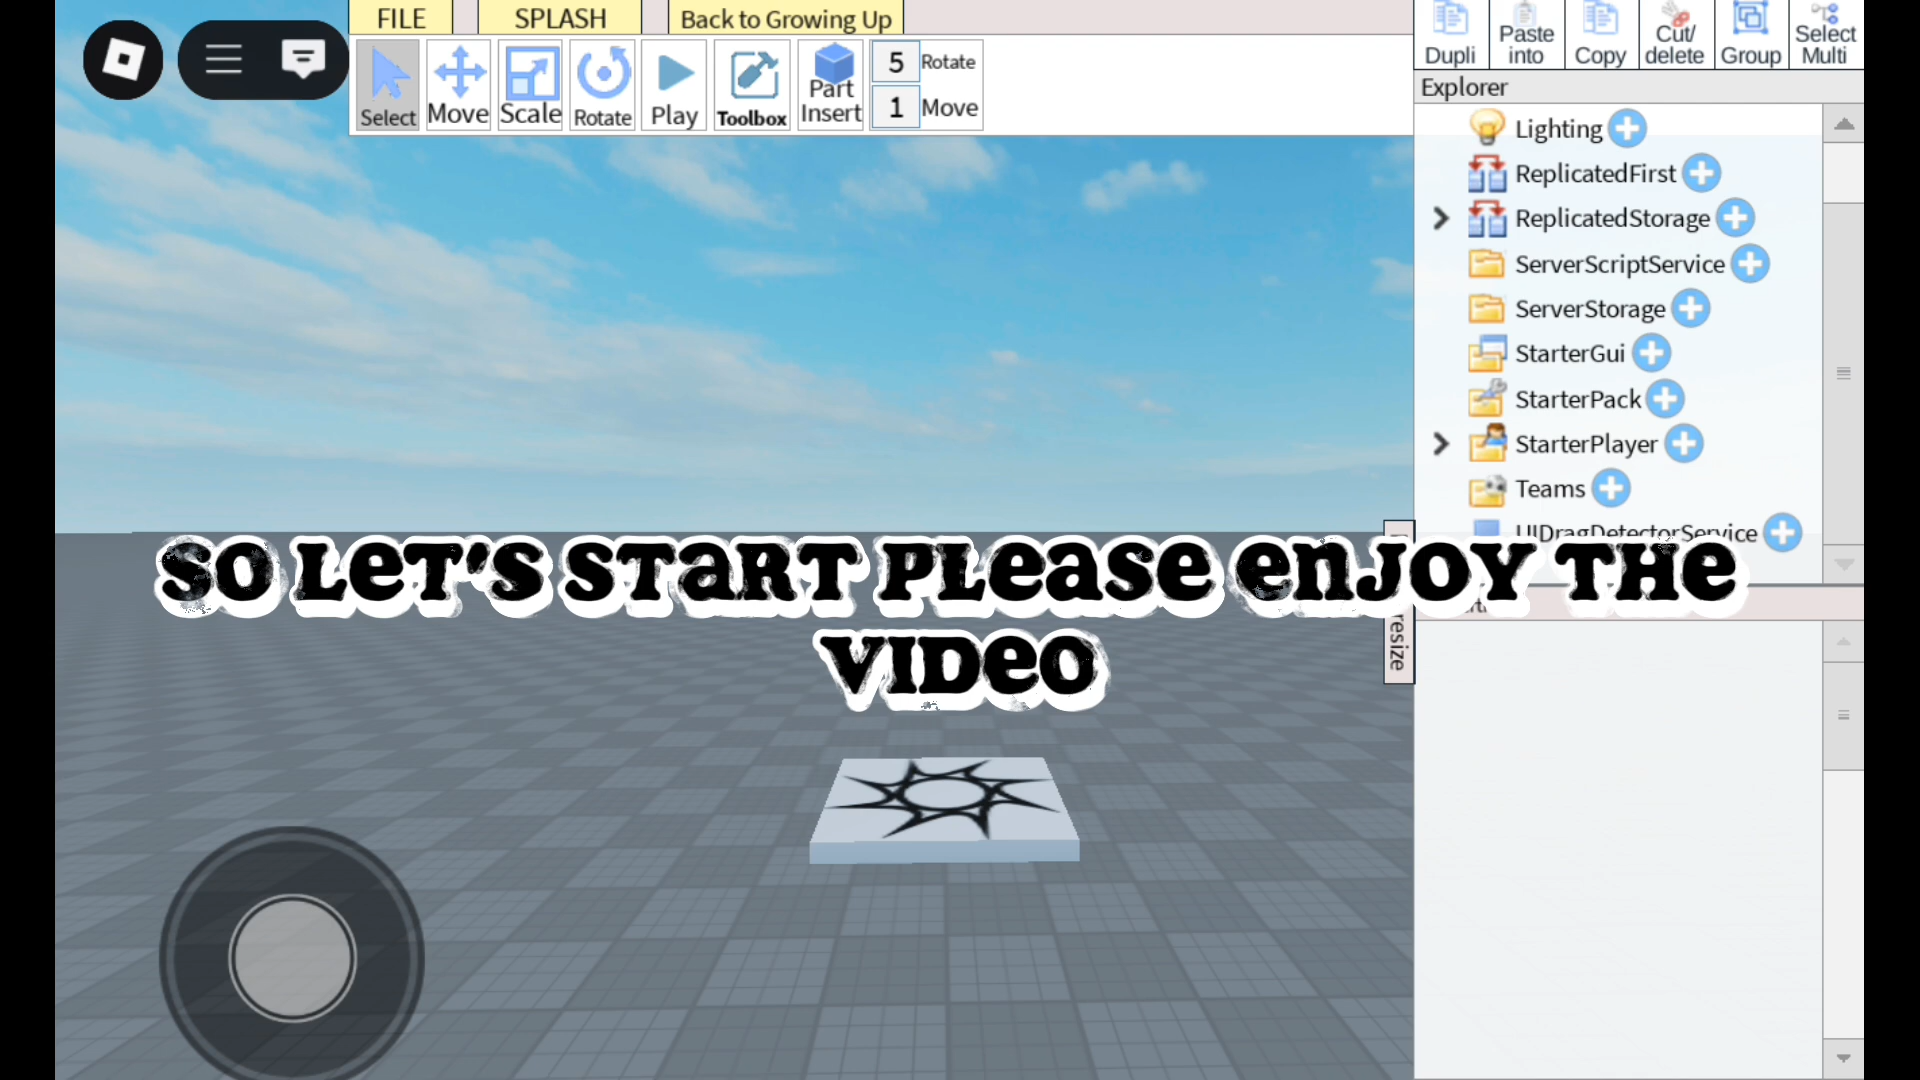 FILE SPLASH Back to Growing Up
Select Move Scale Rotate Play Toolbox Part Insert 5 Rotate
1 Move
Dupli Paste into Copy Cut/ delete Group Select Multi
Explorer
Lighting
ReplicatedFirst
ReplicatedStorage
ServerScriptService
ServerStorage
StarterGui
StarterPack
StarterPlayer
Teams
UIDragDetectorService
SO LeT'S START PLeaSe enJOY THe
VIDeO
resize